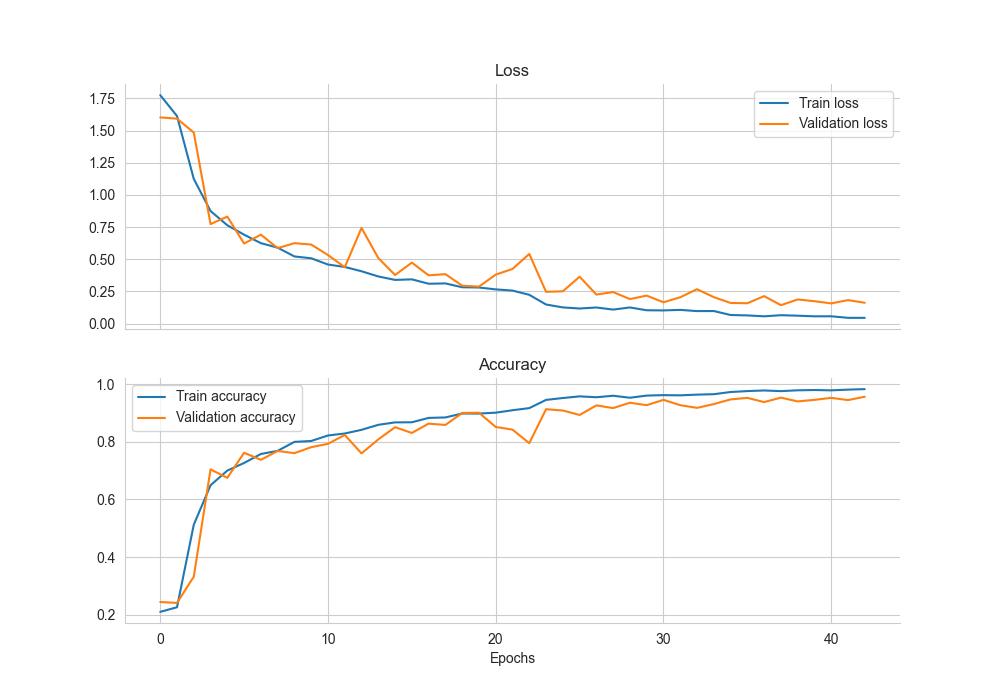 Loss
1.75
1.50
1.25
1.00
0.75
0.50
0.25
0.00
Train loss
Validation loss
Accuracy
1.0
0.8
0.6
0.4
0.2
Train accuracy
Validation accuracy
0 10 20 30 40
Epochs